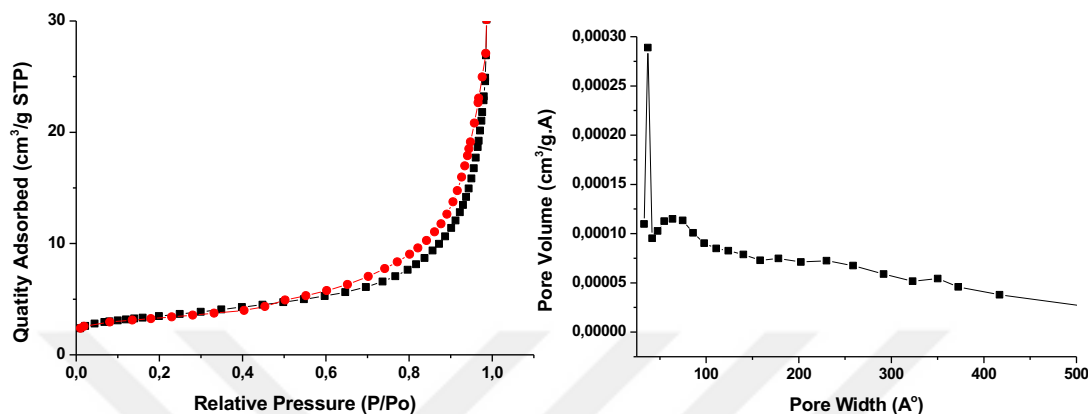 30
20
10
0
0,0 0,2 0,4 0,6 0,8 1,0
Quatity Adsorbed (cm³/g STP)
Relative Pressure (P/Po)
0,00030
0,00025
0,00020
0,00015
0,00010
0,00005
0,00000
100 200 300 400 500
Pore Volume (cm³/g.A)
Pore Width (A°)